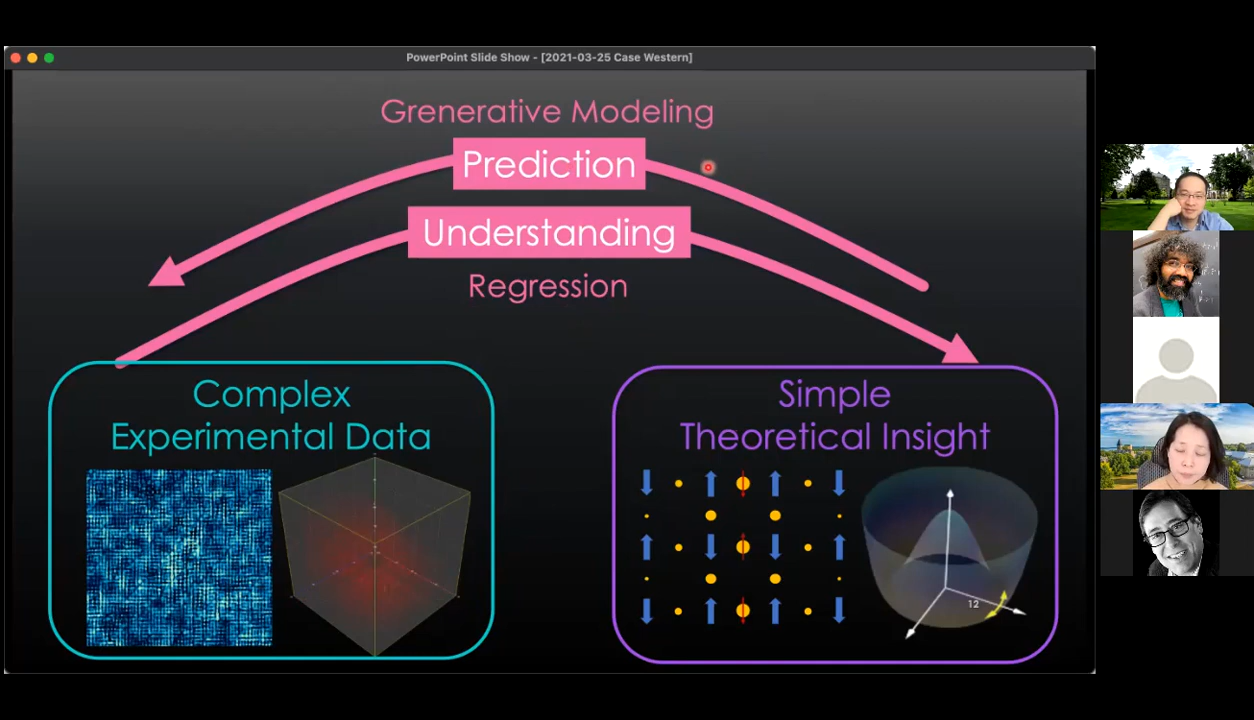 PowerPoint Slide Show - [2021-03-25 Case Western]
Grenerative Modeling
Prediction
Understanding
Regression
Complex
Experimental Data
Simple
Theoretical Insight
12